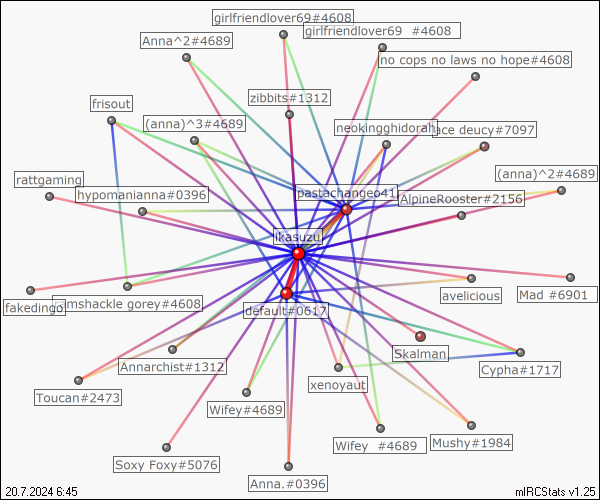 girlfriendlover69#4608
girlfriendlover69 #4608
Anna^2#4689
no cops no laws no hope#4608
zibbits#1312
frisout
(anna)^3#4689
neokingghidorah
ace deucy#7097
(anna)^2#4689
rattgaming
hypomanianna#0396
pastachangeo41
AlpineRooster#2156
ikasuzu
fakedingo
ramshackle gorey#4608
default#0617
avelicious
Mad #6901
Skalman
Annarchist#1312
Cypha#1717
xenoyaut
Toucan#2473
Wifey#4689
Wifey #4689
Mushy#1984
Soxy Foxy#5076
Anna.#0396
20.7.2024 6:45
mIRCStats v1.25